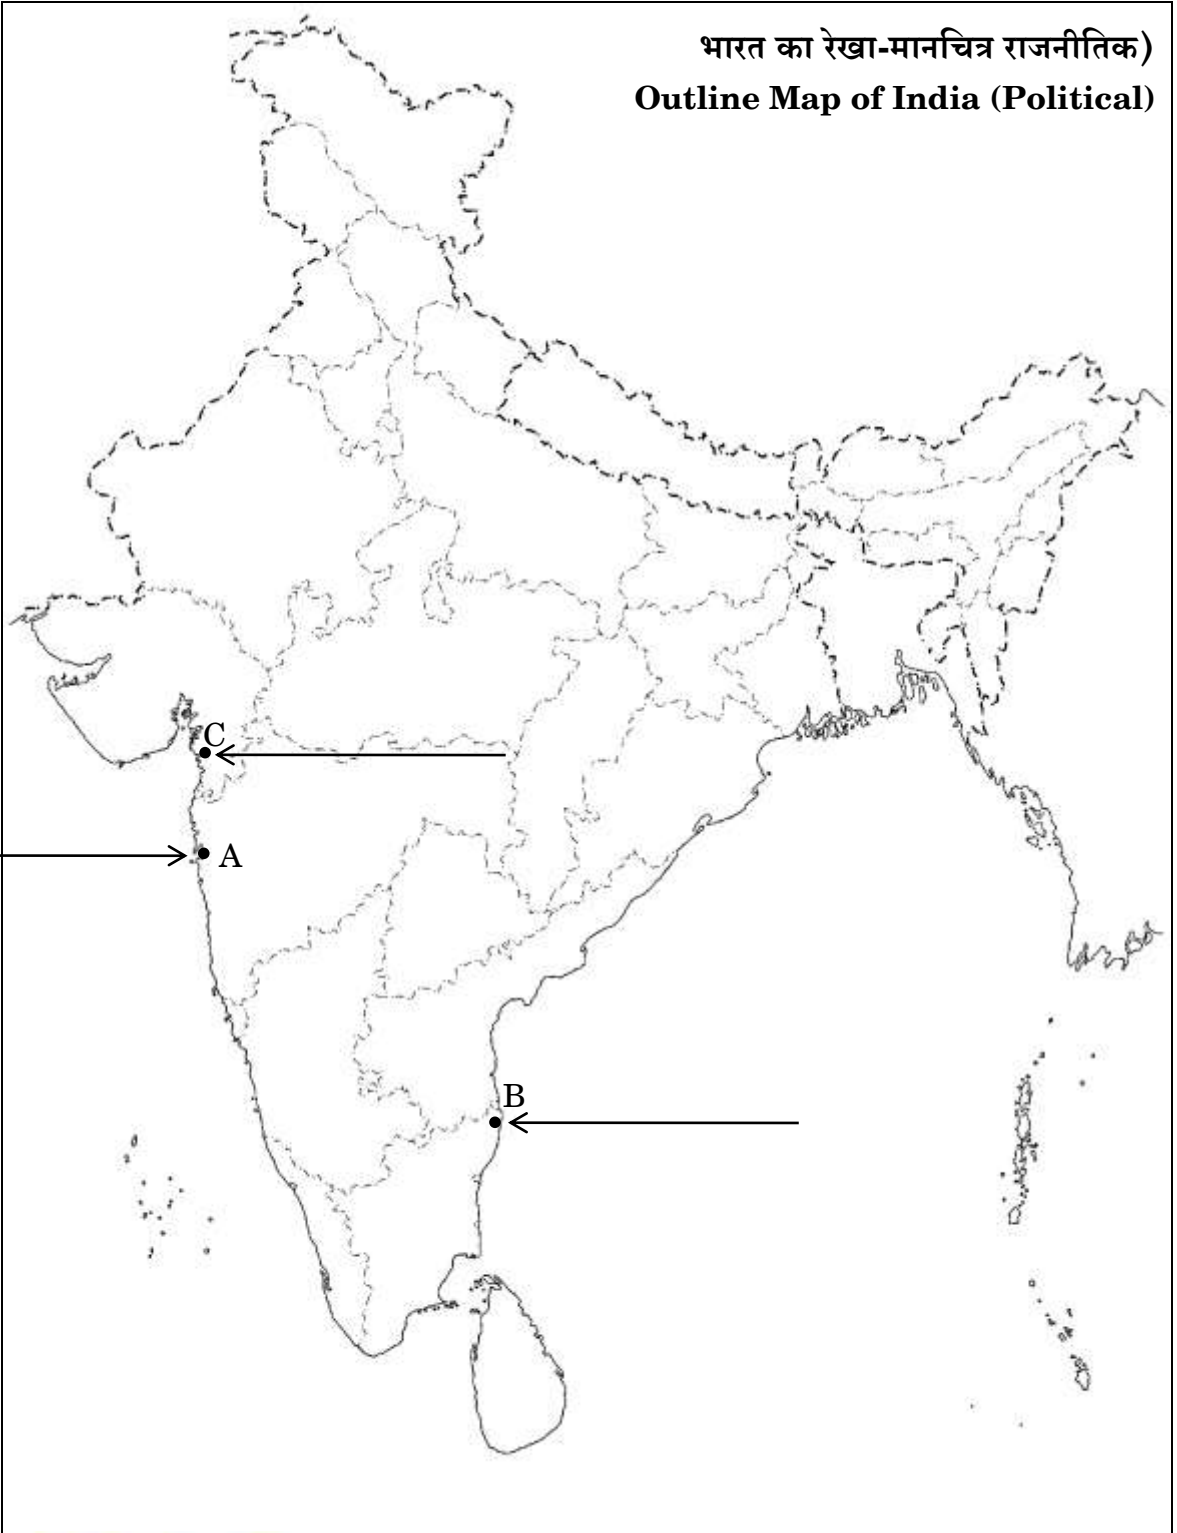 भारत का रेखा-मानचित्र राजनीतिक)
Outline Map of India (Political)
C
A
B